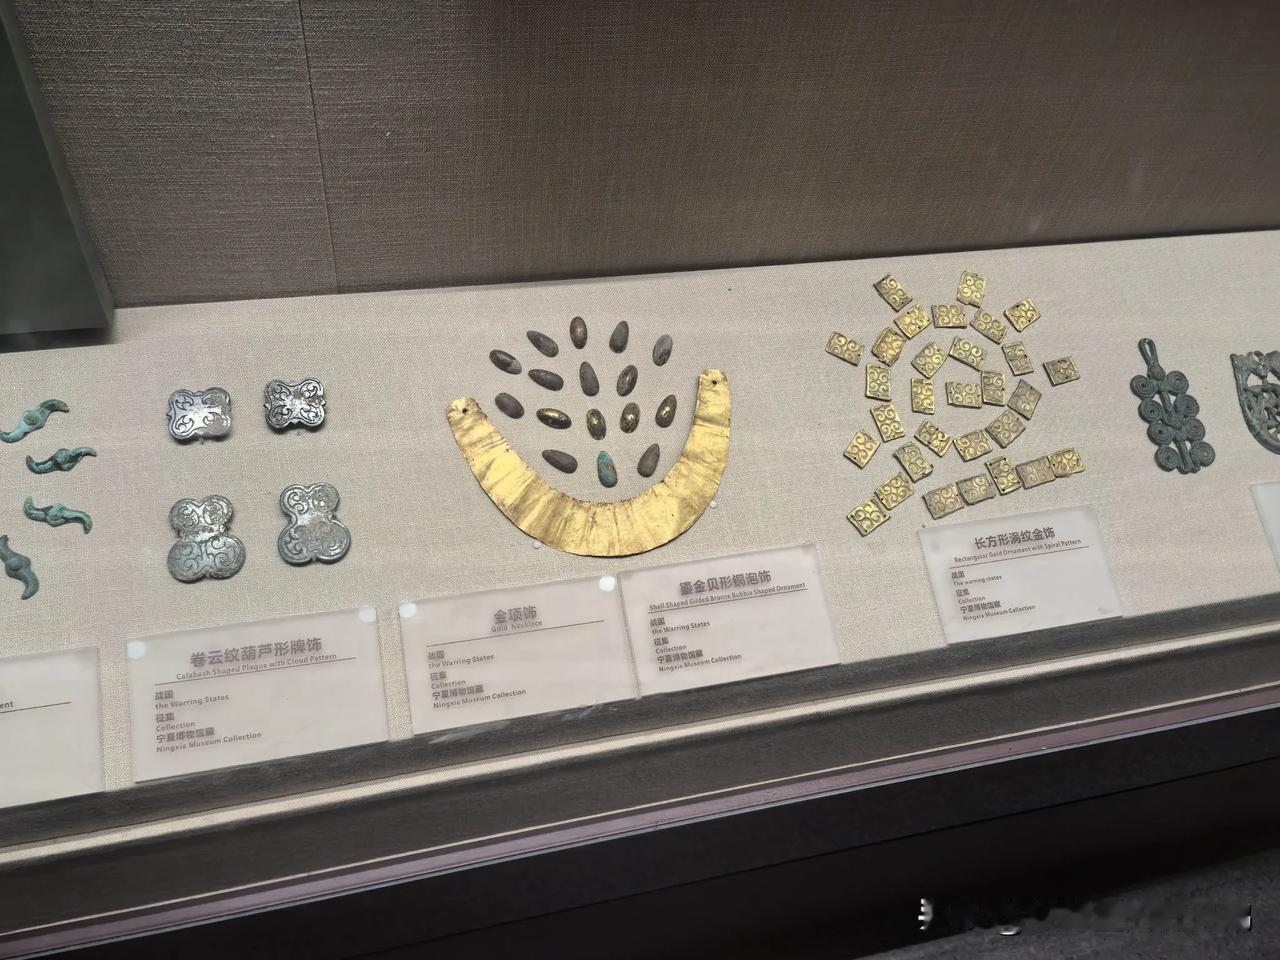 ent
卷云纹葫芦形牌饰
Calabash Shaped Plaque with Cloud Pattern
战国
the Warring States
征集
Collection
宁夏博物馆藏
Ningxia Museum Collection
金项饰
Gold Necklace
战国
the Warring States
征集
Collection
宁夏博物馆藏
Ningxia Museum Collection
鎏金贝形铜泡饰
Shell Shaped Gilded Bronze Bubble Shaped Ornament
战国
the Warring States
征集
Collection
宁夏博物馆藏
Ningxia Museum Collection
长方形涡纹金饰
Rectangular Gold Ornament with Spiral Pattern
战国
The warring states
征集
Collection
宁夏博物馆藏
Ningxia Museum Collection